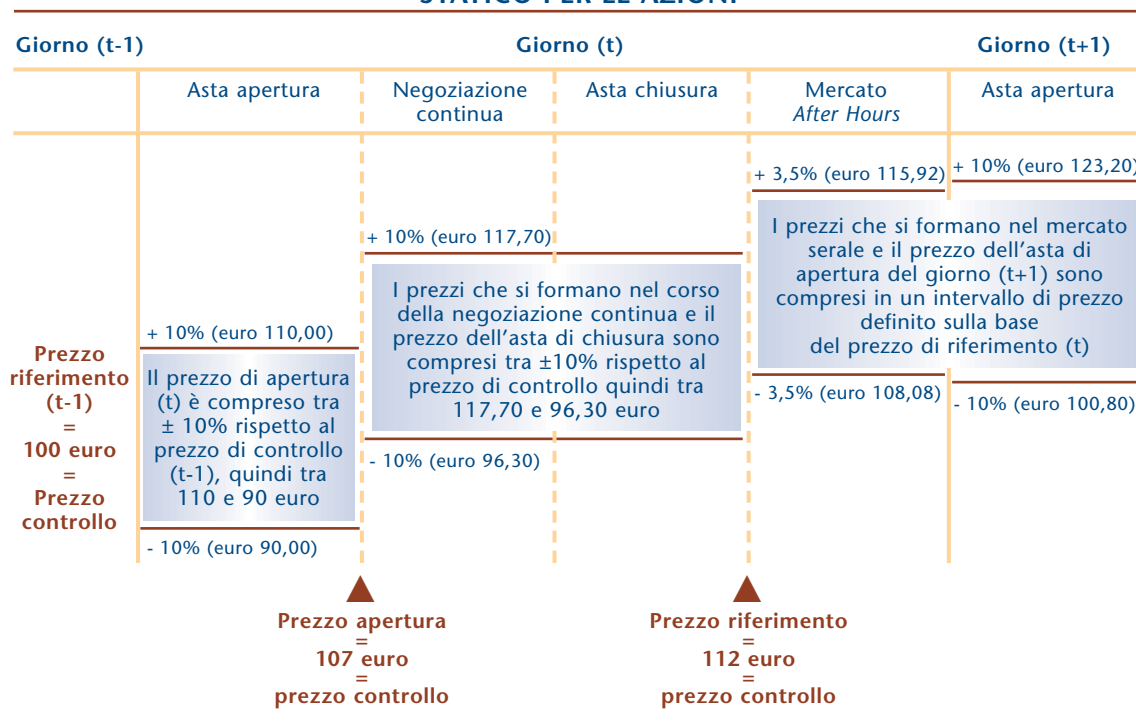 STATICO PER LE AZIONI
Giorno (t-1)
Giorno (t)
Giorno (t+1)
Asta apertura
Negoziazione
continua
Asta chiusura
Mercato
After Hours
Asta apertura
Prezzo
riferimento
(t-1)
=
100 euro
=
Prezzo
controllo
+ 10% (euro 110,00)
Il prezzo di apertura
(t) è compreso tra
± 10% rispetto al
prezzo di controllo
(t-1), quindi tra
110 e 90 euro
- 10% (euro 90,00)
+ 10% (euro 117,70)
I prezzi che si formano nel corso
della negoziazione continua e il
prezzo dell'asta di chiusura sono
compresi tra ±10% rispetto al
prezzo di controllo quindi tra
117,70 e 96,30 euro
- 10% (euro 96,30)
+ 3,5% (euro 115,92)
+ 10% (euro 123,20)
I prezzi che si formano nel mercato
serale e il prezzo dell'asta di
apertura del giorno (t+1) sono
compresi in un intervallo di prezzo
definito sulla base
del prezzo di riferimento (t)
- 3,5% (euro 108,08)
- 10% (euro 100,80)
Prezzo apertura
=
107 euro
=
prezzo controllo
Prezzo riferimento
=
112 euro
=
prezzo controllo